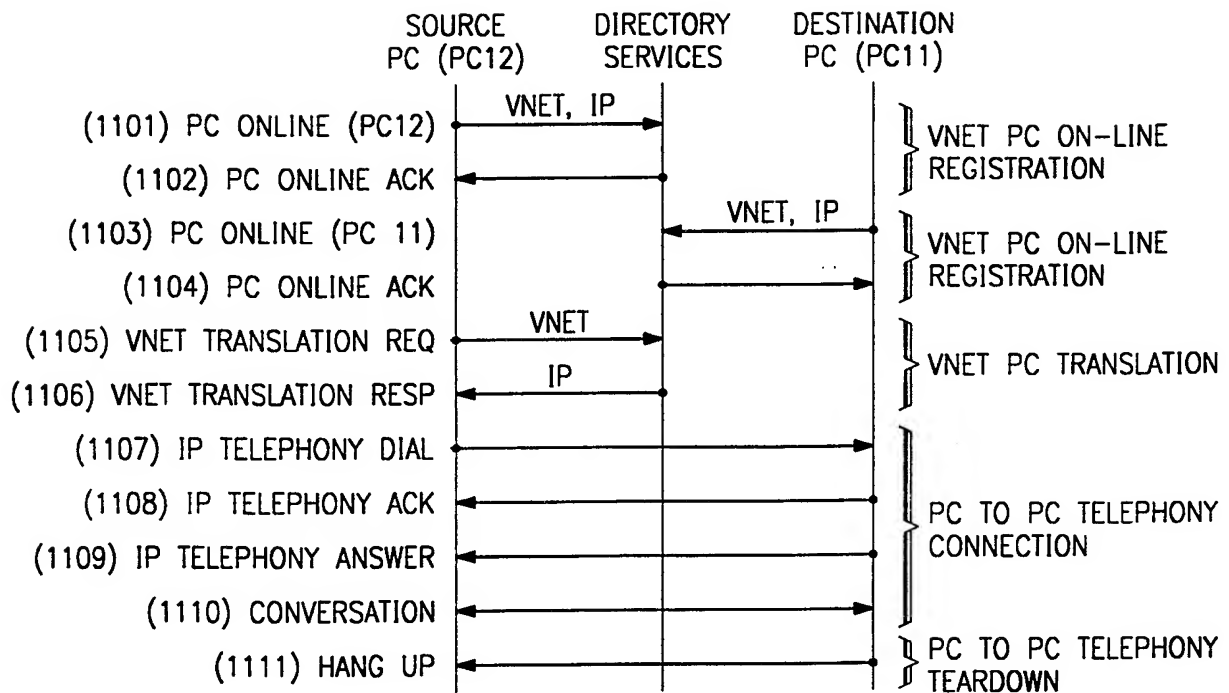 SOURCE
PC (PC12)
DIRECTORY
SERVICES
DESTINATION
PC (PC11)
(1101) PC ONLINE (PC12)
VNET, IP
VNET PC ON-LINE
REGISTRATION
(1102) PC ONLINE ACK
(1103) PC ONLINE (PC 11)
VNET, IP
VNET PC ON-LINE
REGISTRATION
(1104) PC ONLINE ACK
(1105) VNET TRANSLATION REQ
VNET
VNET PC TRANSLATION
(1106) VNET TRANSLATION RESP
IP
(1107) IP TELEPHONY DIAL
(1108) IP TELEPHONY ACK
PC TO PC TELEPHONY
CONNECTION
(1109) IP TELEPHONY ANSWER
(1110) CONVERSATION
(1111) HANG UP
PC TO PC TELEPHONY
TEARDOWN